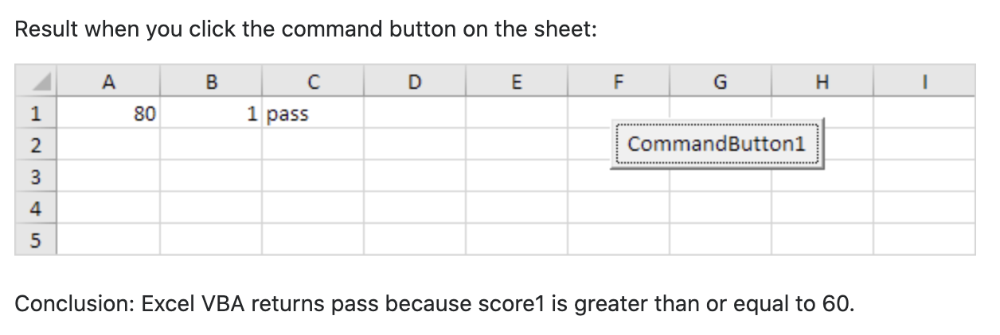 Result when you click the command button on the sheet:
A B C D E F G H I
1 80 1 pass
2 CommandButton1
3
4
5
Conclusion: Excel VBA returns pass because score1 is greater than or equal to 60.